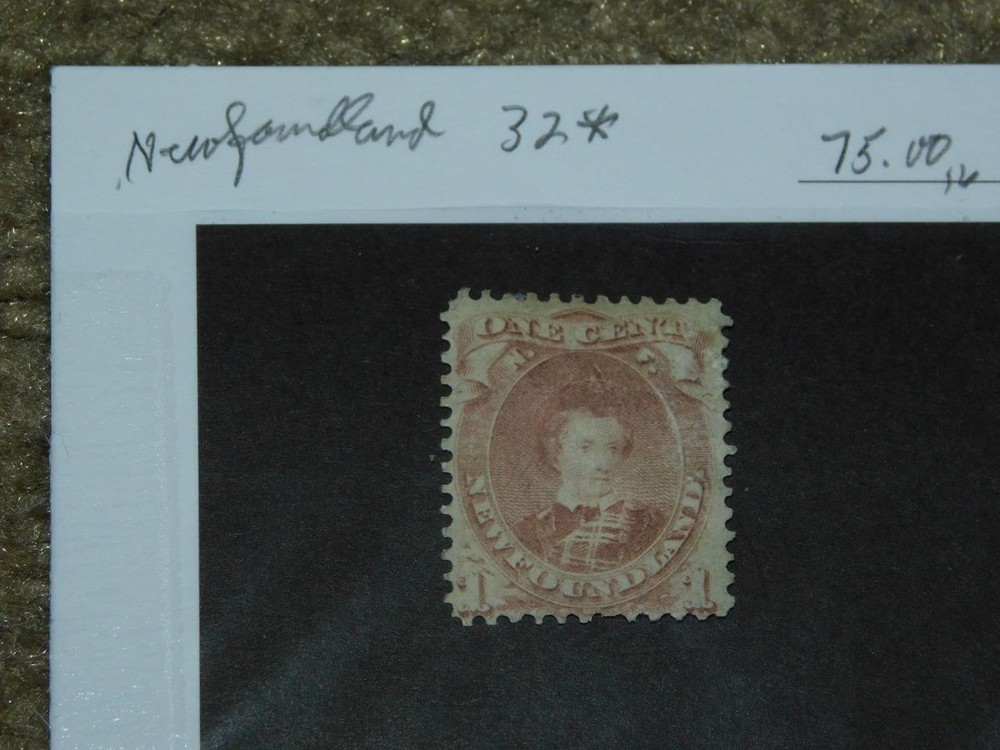 Newfoundland 32* 75.00
ONE CENT
N. F.
NEWFOUNDLAND.
1 1